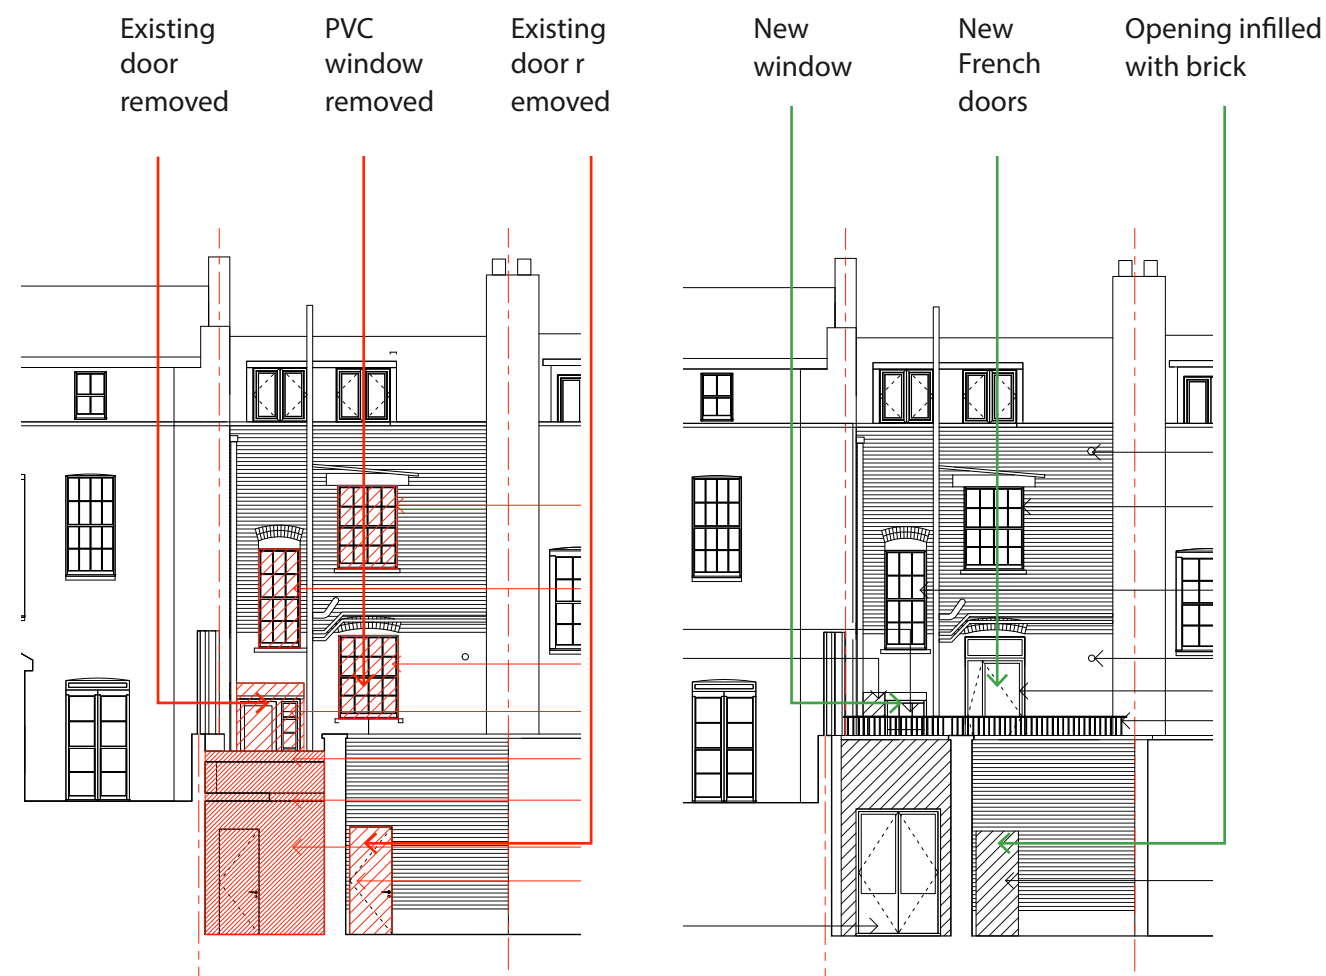 Existing
door
removed
PVC
window
removed
Existing
door r
emoved
New
window
New
French
doors
Opening infilled
with brick